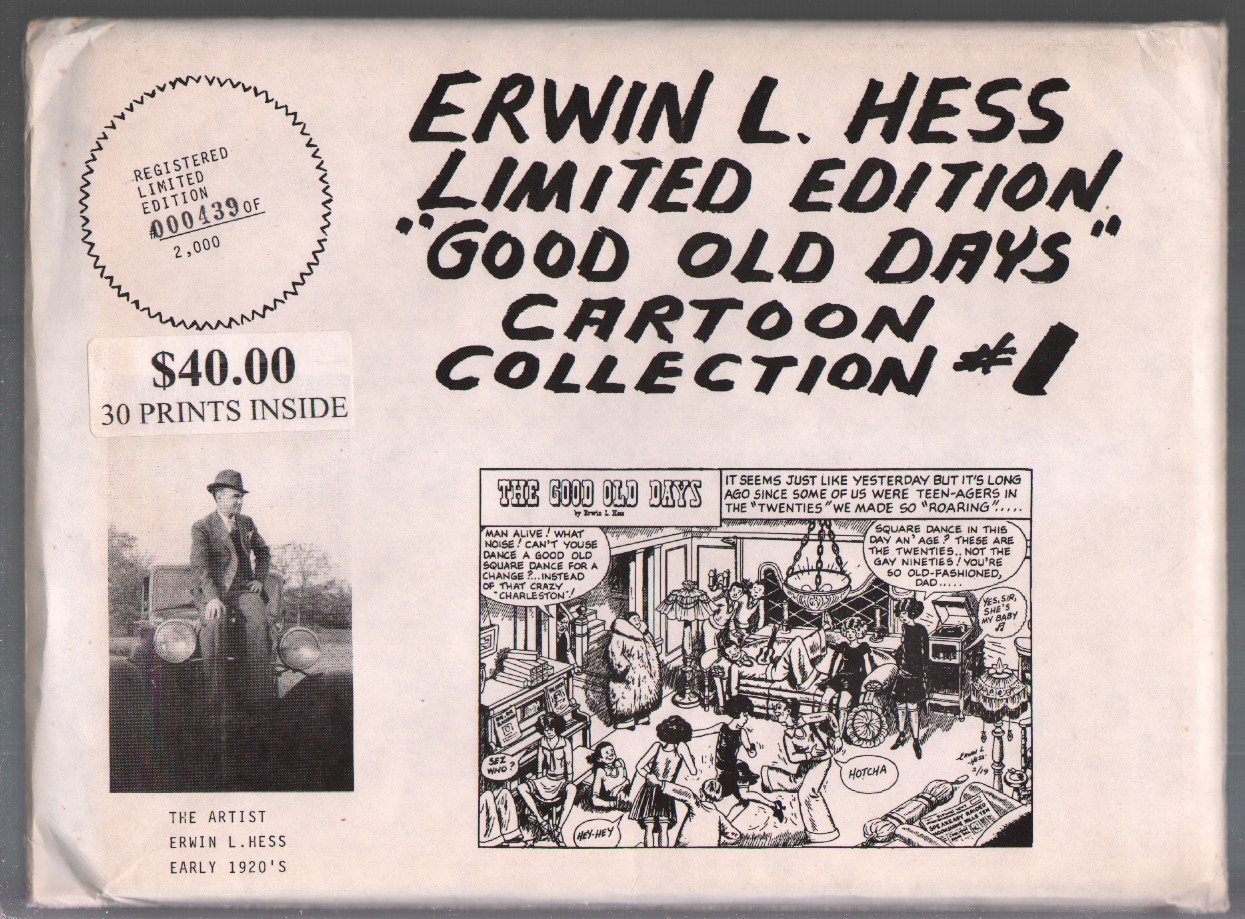 REGISTERED
LIMITED
EDITION
#000439 OF
2,000
ERWIN L. HESS
LIMITED EDITION
"GOOD OLD DAYS"
CARTOON
COLLECTION #1
$40.00
30 PRINTS INSIDE
THE ARTIST
ERWIN L.HESS
EARLY 1920'S
THE GOOD OLD DAYS
by Erwin L. Hess
IT SEEMS JUST LIKE YESTERDAY BUT IT'S LONG
AGO SINCE SOME OF US WERE TEEN-AGERS IN
THE "TWENTIES" WE MADE SO "ROARING"....
MAN ALIVE! WHAT
NOISE! CAN'T YOUSE
DANCE A GOOD OLD
SQUARE DANCE FOR A
CHANGE?...INSTEAD
OF THAT CRAZY
"CHARLESTON"!
SQUARE DANCE IN THIS
DAY AN' AGE? THESE ARE
THE TWENTIES.. NOT THE
GAY NINETIES! YOU'RE
SO OLD-FASHIONED,
DAD.....
YES, SIR,
SHE'S
MY BABY
SEZ
WHO?
HEY-HEY
HOTCHA
ERWIN L.
HESS
2/19